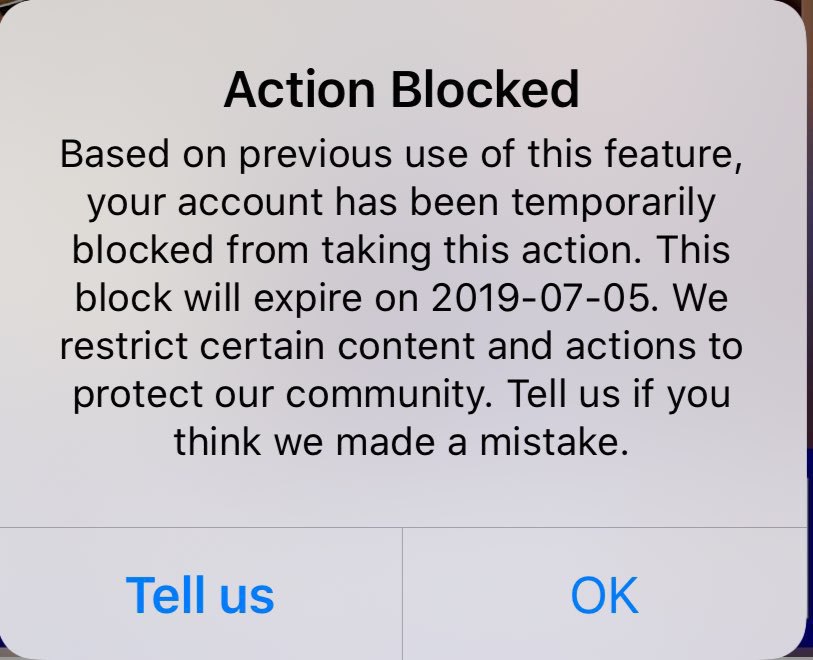 Action Blocked
Based on previous use of this feature,
your account has been temporarily
blocked from taking this action. This
block will expire on 2019-07-05. We
restrict certain content and actions to
protect our community. Tell us if you
think we made a mistake.
Tell us
OK